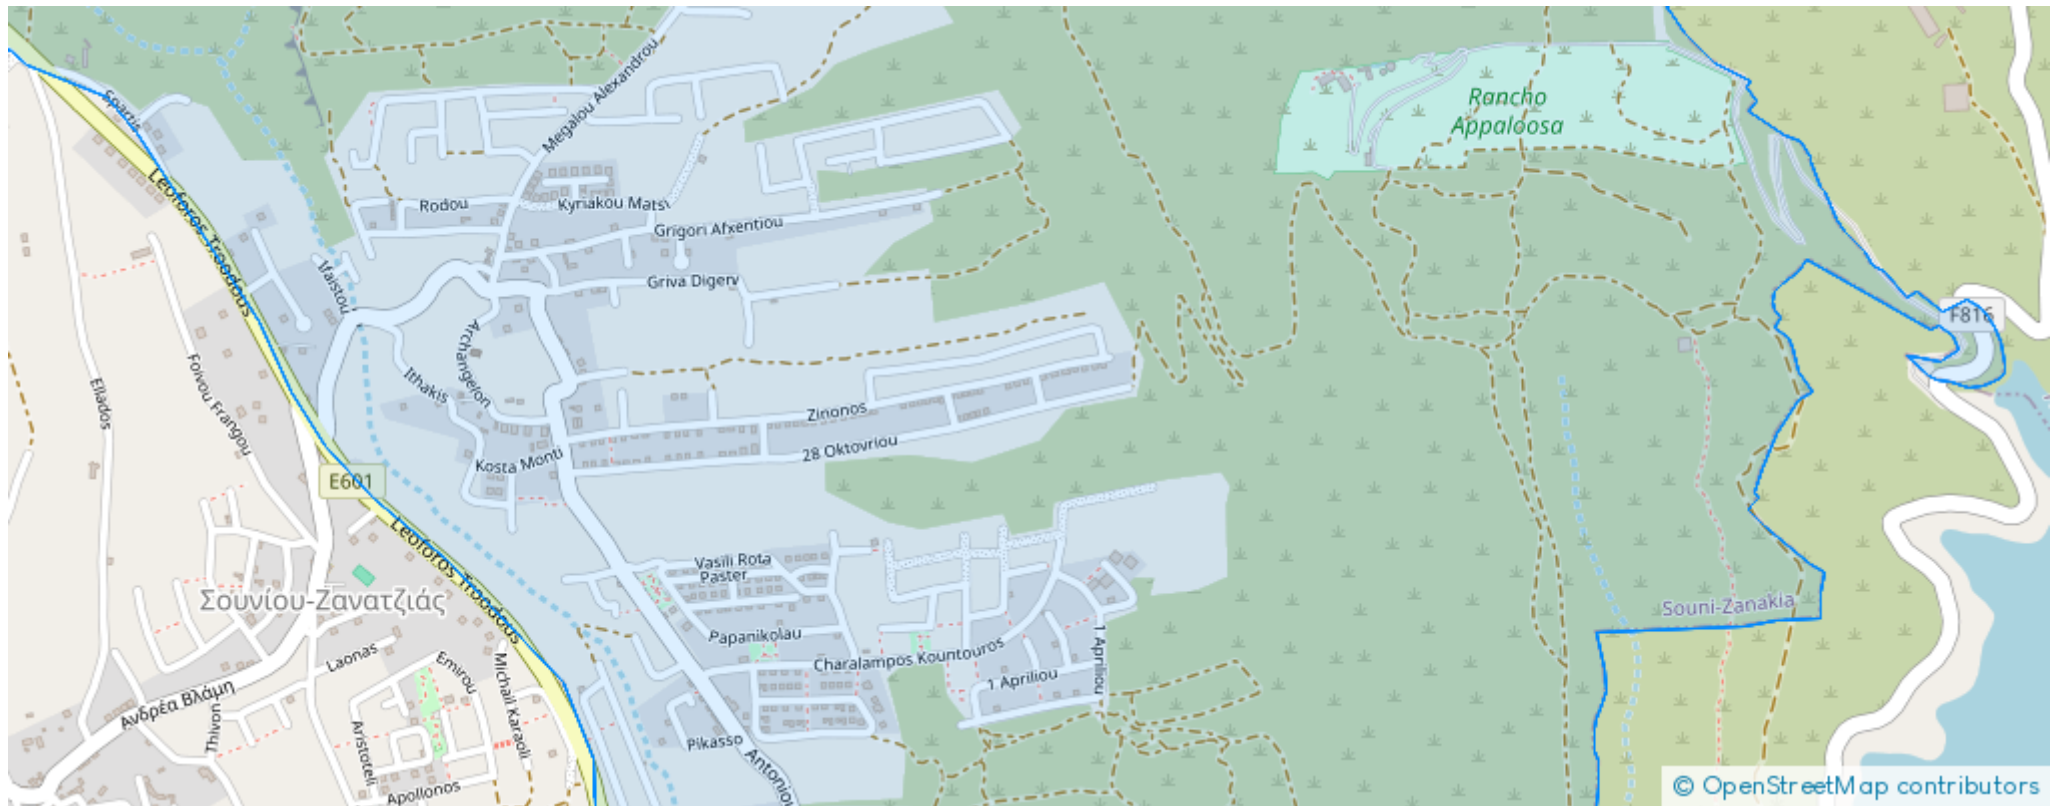 Spartis
Megalou Alexandrou
Rancho
Appaloosa
Leoforos Troodous
Rodou
Kyriakou Matsi
Grigori Afxentiou
Ifaistou
Griva Digeni
F816
Archangelon
Foivou Frangou
Ellados
Ithakis
Zinonos
28 Oktovriou
Kosta Monti
E601
Leoforos Troodous
Vasili Rota
Paster
Σουνίου-Ζανατζιάς
Souni-Zanakia
Papanikolau
1 Apriliou
Charalampos Kountouros
Laonas
Emirou
Michail Karaoli
1 Apriliou
Ανδρέα Βλάμη
Thivon
Aristoteli
Pikasso
Antoniou
Apollonos
© OpenStreetMap contributors